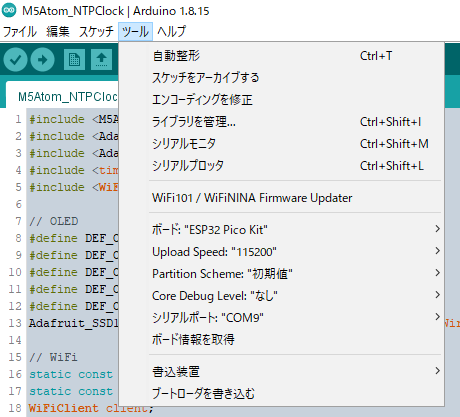 M5Atom_NTPClock | Arduino 1.8.15
ファイル 編集 スケッチ ツール ヘルプ
M5Atom_NTPClock
自動整形 Ctrl+T
スケッチをアーカイブする
エンコーディングを修正
ライブラリを管理... Ctrl+Shift+I
シリアルモニタ Ctrl+Shift+M
シリアルプロッタ Ctrl+Shift+L
WiFi101 / WiFiNINA Firmware Updater
ボード: "ESP32 Pico Kit"
Upload Speed: "115200"
Partition Scheme: "初期値"
Core Debug Level: "なし"
シリアルポート: "COM9"
ボード情報を取得
書込装置
ブートローダを書き込む
1 #include <M5A
2 #include <Ada
3 #include <Ada
4 #include <tim
5 #include <WiF
6
7 // OLED
8 #define DEF_O
9 #define DEF_O
10 #define DEF_O
11 #define DEF_O
12 #define DEF_O
13 Adafruit_SSD1
14
15 // WiFi
16 static const
17 static const
18 WiFiClient client;